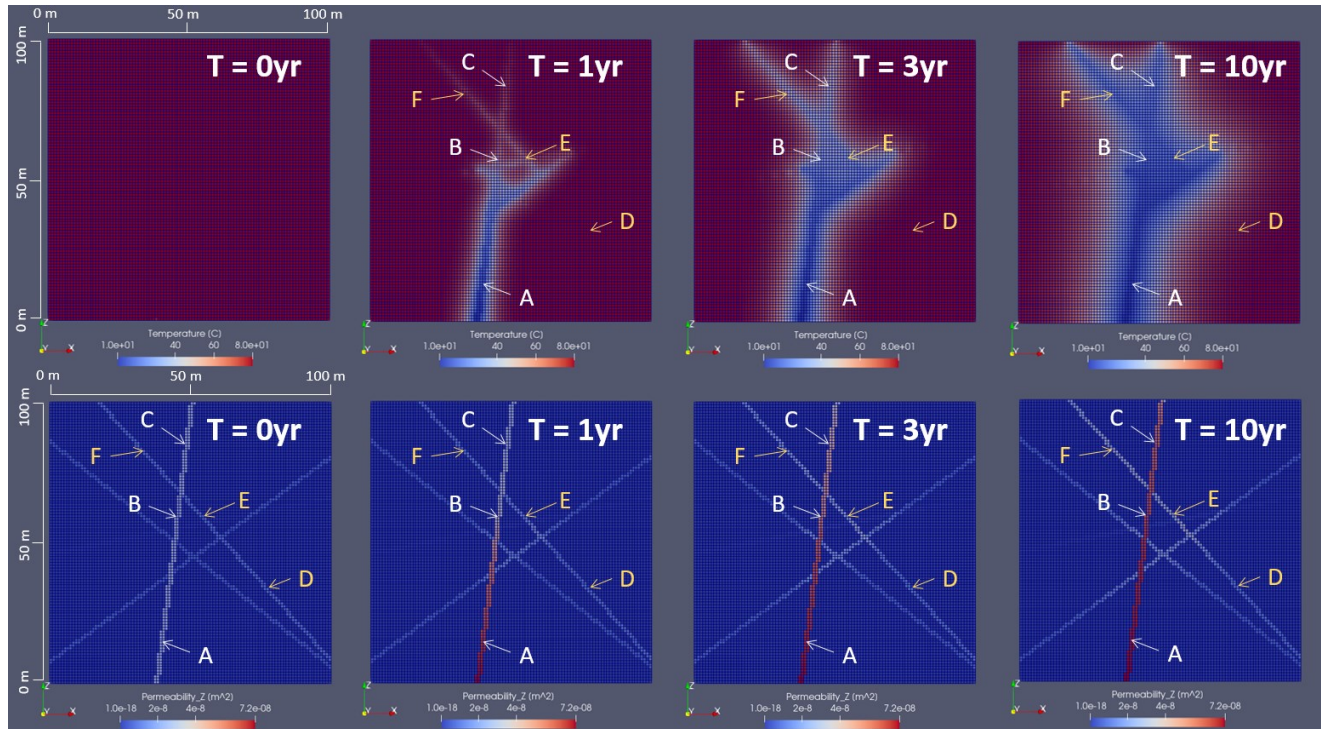 0 m 50 m 100 m
100 m
50 m
0 m
T = 0yr
Z
Y X
Temperature (C)
1.0e+01 40 60 8.0e+01
T = 1yr
C
F
B
E
D
A
Z
Y X
Temperature (C)
1.0e+01 40 60 8.0e+01
T = 3yr
C
F
B
E
D
A
Z
Y X
Temperature (C)
1.0e+01 40 60 8.0e+01
T = 10yr
C
F
B
E
D
A
Z
Y X
Temperature (C)
1.0e+01 40 60 8.0e+01
0 m 50 m 100 m
100 m
50 m
0 m
T = 0yr
C
F
B
E
D
A
Z
Y X
Permeability_Z (m^2)
1.0e-18 2e-8 4e-8 7.2e-08
T = 1yr
C
F
B
E
D
A
Z
Y X
Permeability_Z (m^2)
1.0e-18 2e-8 4e-8 7.2e-08
T = 3yr
C
F
B
E
D
A
Z
Y X
Permeability_Z (m^2)
1.0e-18 2e-8 4e-8 7.2e-08
T = 10yr
C
F
B
E
D
A
Z
Y X
Permeability_Z (m^2)
1.0e-18 2e-8 4e-8 7.2e-08